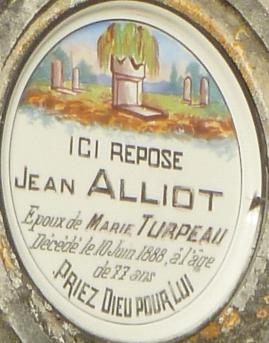 ICI REPOSE
JEAN ALLIOT
Epoux de MARIE TURPEAU
Décédé le 10 Juin 1888, à l'âge
de 77 ans
PRIEZ DIEU POUR LUI